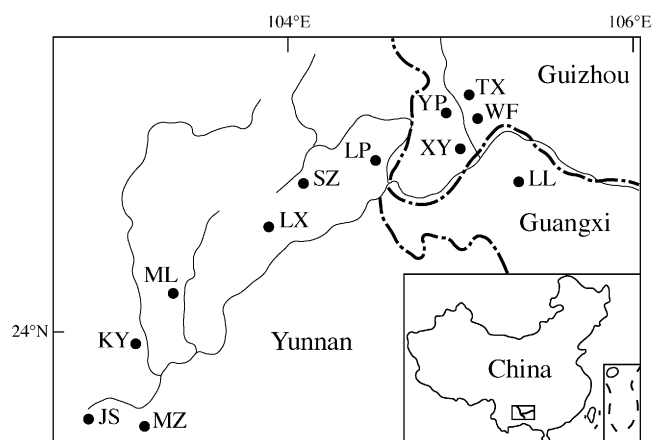 104°E 106°E
Guizhou
TX
YP
WF
XY
LP
SZ
LL
LX
Guangxi
ML
24°N
KY
Yunnan
China
JS
MZ